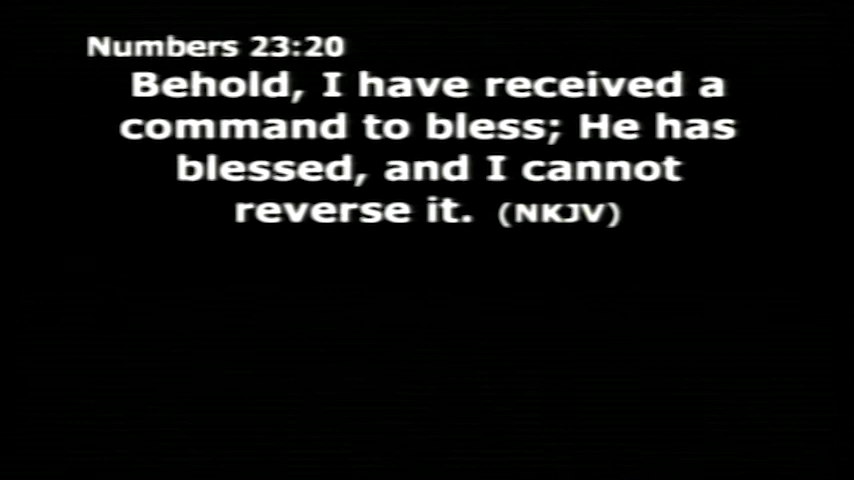 Numbers 23:20
Behold, I have received a
command to bless; He has
blessed, and I cannot
reverse it. (NKJV)